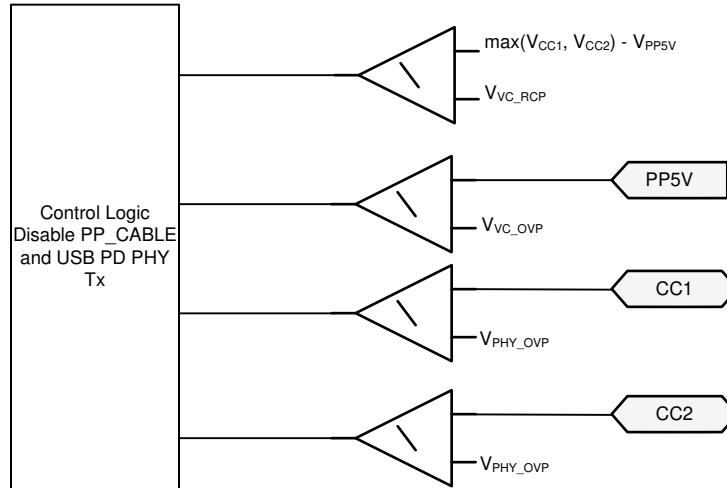 max(VCC1, VCC2) - VPP5V
VVC_RCP
PP5V
VVC_OVP
Control Logic
Disable PP_CABLE
and USB PD PHY
Tx
CC1
VPHY_OVP
CC2
VPHY_OVP